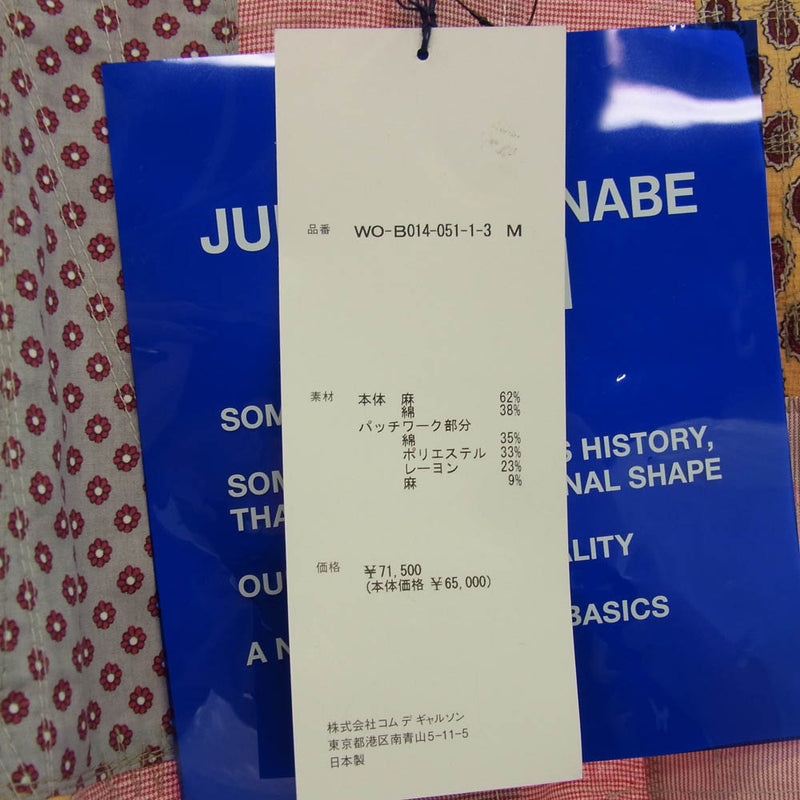 JU NABE
品番 WO-B014-051-1-3 M
素材 本体 麻 62%
綿 38%
パッチワーク部分
綿 35%
ポリエステル 33%
レーヨン 23%
麻 9%
価格 ¥71,500
(本体価格 ¥65,000)
株式会社コム デ ギャルソン
東京都港区南青山5-11-5
日本製
SOM HISTORY,
SOM NAL SHAPE
THA
OU ALITY
BASICS
A N